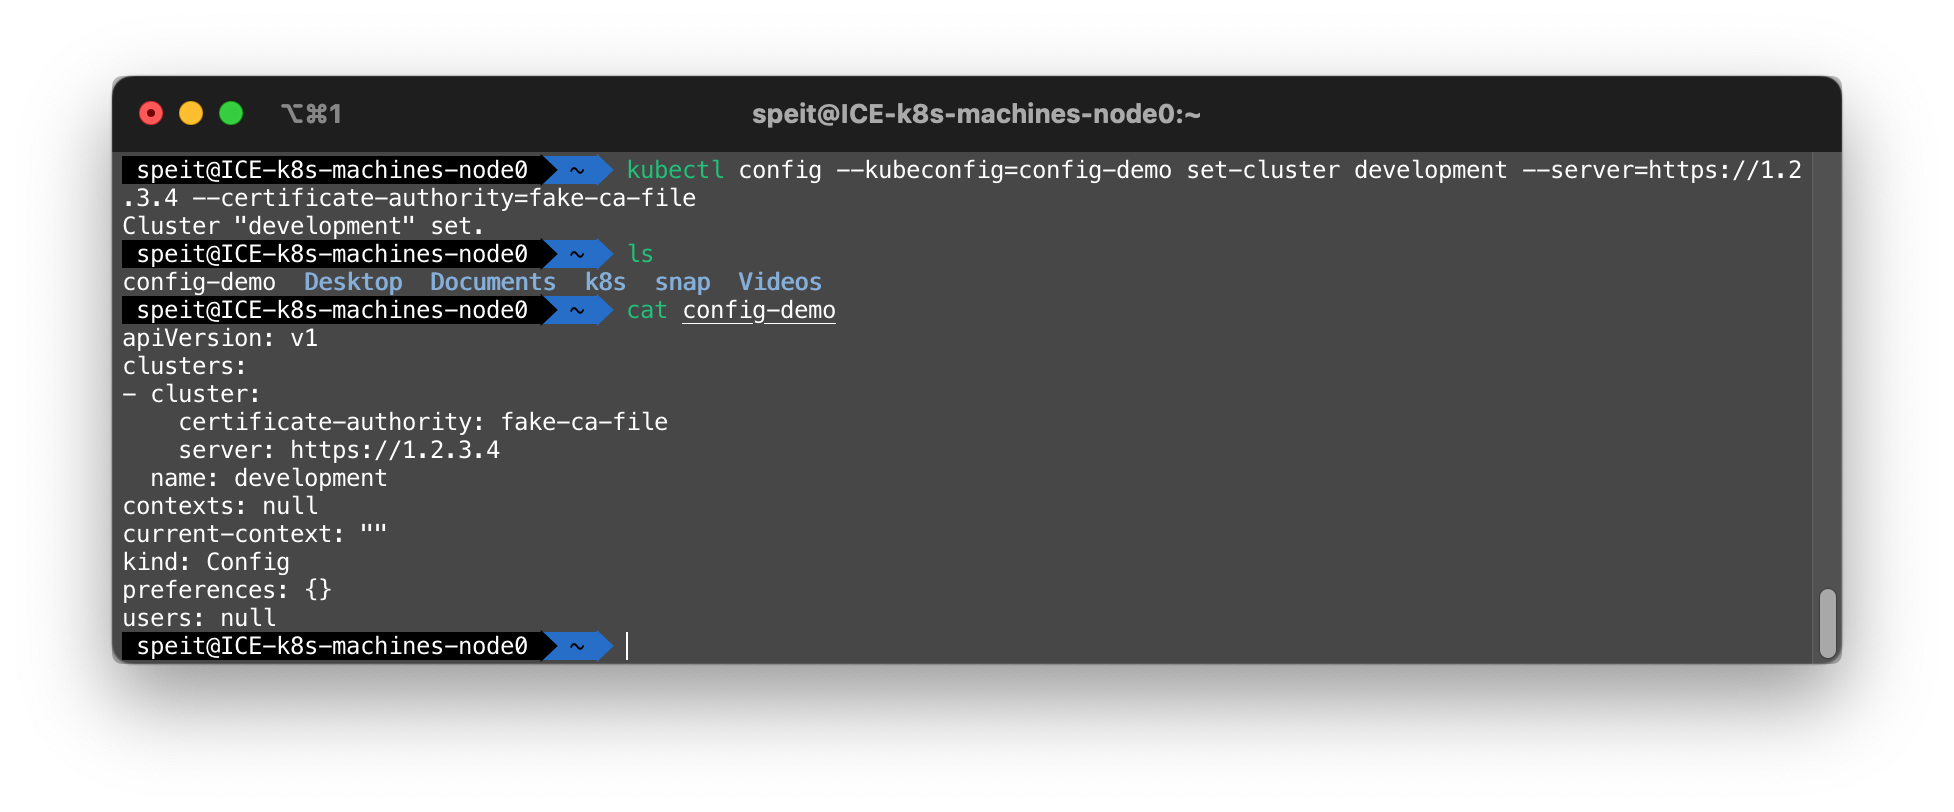 ⌥⌘1
speit@ICE-k8s-machines-node0:~
speit@ICE-k8s-machines-node0 ~ kubectl config --kubeconfig=config-demo set-cluster development --server=https://1.2
.3.4 --certificate-authority=fake-ca-file
Cluster "development" set.
speit@ICE-k8s-machines-node0 ~ ls
config-demo  Desktop  Documents  k8s  snap  Videos
speit@ICE-k8s-machines-node0 ~ cat config-demo
apiVersion: v1
clusters:
- cluster:
    certificate-authority: fake-ca-file
    server: https://1.2.3.4
  name: development
contexts: null
current-context: ""
kind: Config
preferences: {}
users: null
speit@ICE-k8s-machines-node0 ~